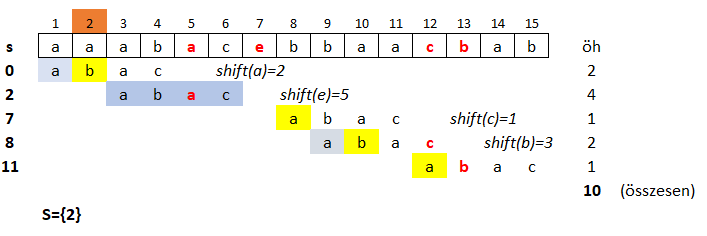 1 2 3 4 5 6 7 8 9 10 11 12 13 14 15
s a a a b a c e b b a a c b a b öh
0 a b a c shift(a)=2 2
2 a b a c shift(e)=5 4
7 a b a c shift(c)=1 1
8 a b a c shift(b)=3 2
11 a b a c 1
10 (összesen)
S={2}